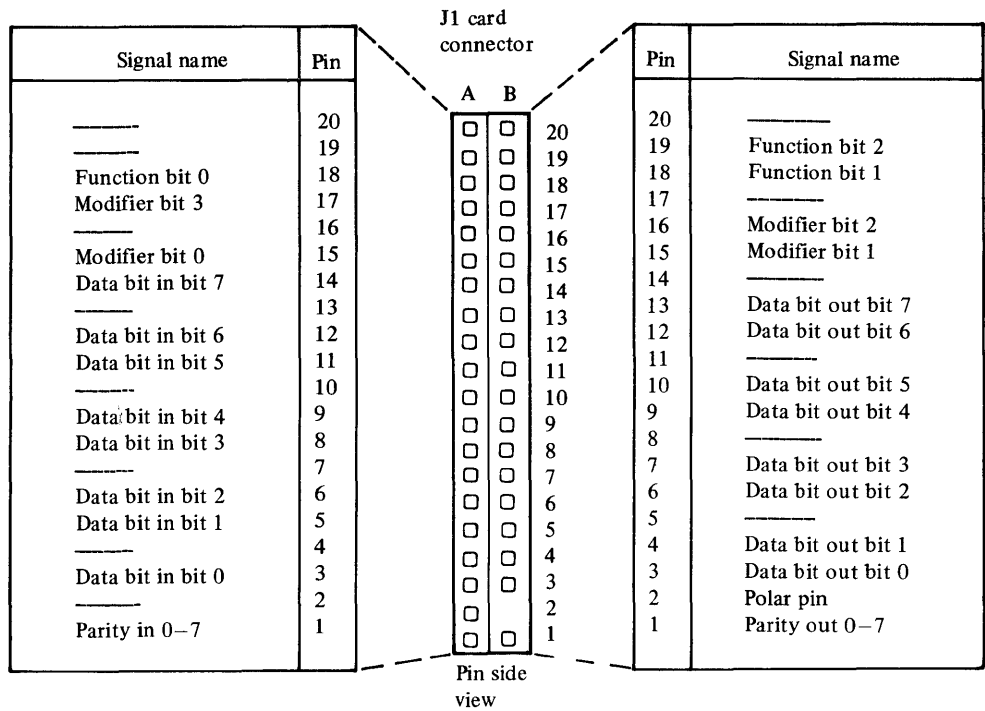 J1 card
connector
Signal name Pin
———— 20
———— 19
Function bit 0 18
Modifier bit 3 17
———— 16
Modifier bit 0 15
Data bit in bit 7 14
———— 13
Data bit in bit 6 12
Data bit in bit 5 11
———— 10
Data bit in bit 4 9
Data bit in bit 3 8
———— 7
Data bit in bit 2 6
Data bit in bit 1 5
———— 4
Data bit in bit 0 3
———— 2
Parity in 0–7 1
A B
20
19
18
17
16
15
14
13
12
11
10
9
8
7
6
5
4
3
2
1
Pin side
view
Pin Signal name
20 ————
19 Function bit 2
18 Function bit 1
17 ————
16 Modifier bit 2
15 Modifier bit 1
14 ————
13 Data bit out bit 7
12 Data bit out bit 6
11 ————
10 Data bit out bit 5
9 Data bit out bit 4
8 ————
7 Data bit out bit 3
6 Data bit out bit 2
5 ————
4 Data bit out bit 1
3 Data bit out bit 0
2 Polar pin
1 Parity out 0–7